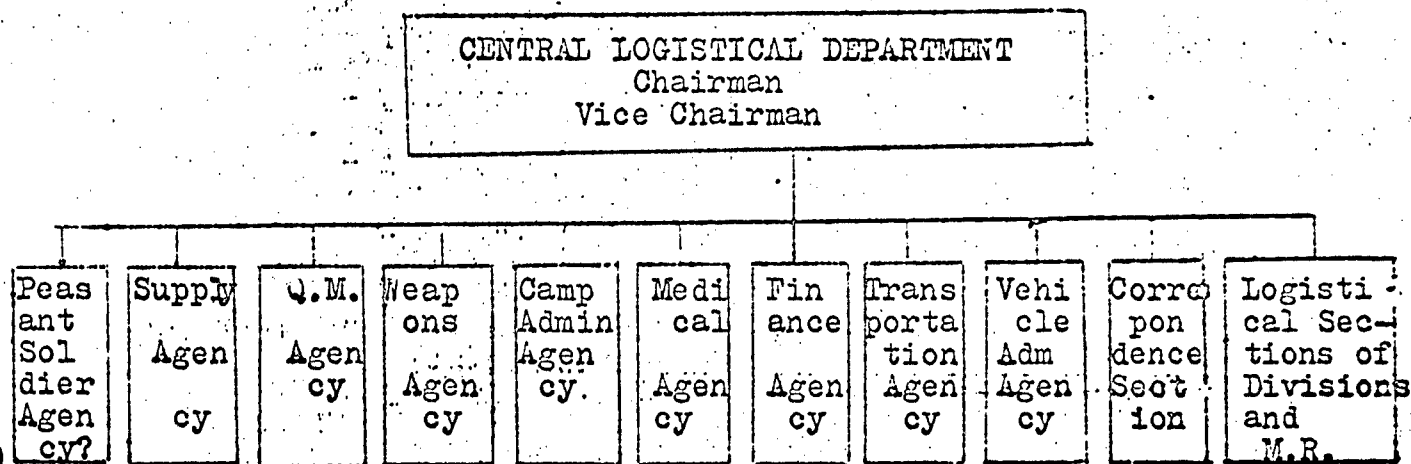 CENTRAL LOGISTICAL DEPARTMENT
Chairman
Vice Chairman
Peas
ant
Sol
dier
Agen
cy?
Supply
Agen
cy
Q.M.
Agen
cy
Weap
ons
Agen
cy
Camp
Admin
Agen
cy.
Medi
cal
Agen
cy
Fin
ance
Agen
cy
Trans
porta
tion
Agen
cy
Vehi
cle
Adm
Agen
cy
Corres
pon
dence
Sect
ion
Logisti-
cal Sec-
tions of
Divisions
and
M.R.